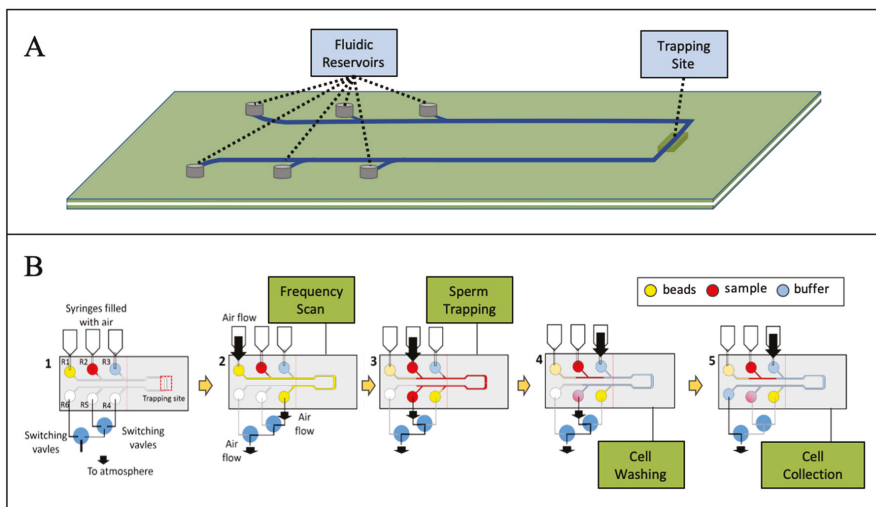 A
Fluidic
Reservoirs
Trapping
Site
B
Frequency
Scan
Sperm
Trapping
beads
sample
buffer
Syringes filled
with air
Air flow
1
2
3
4
5
R1
R2
R3
Trapping site
R6
R5
R4
Switching
vavles
Switching
vavles
To atmosphere
Air
flow
Air
flow
Cell
Washing
Cell
Collection